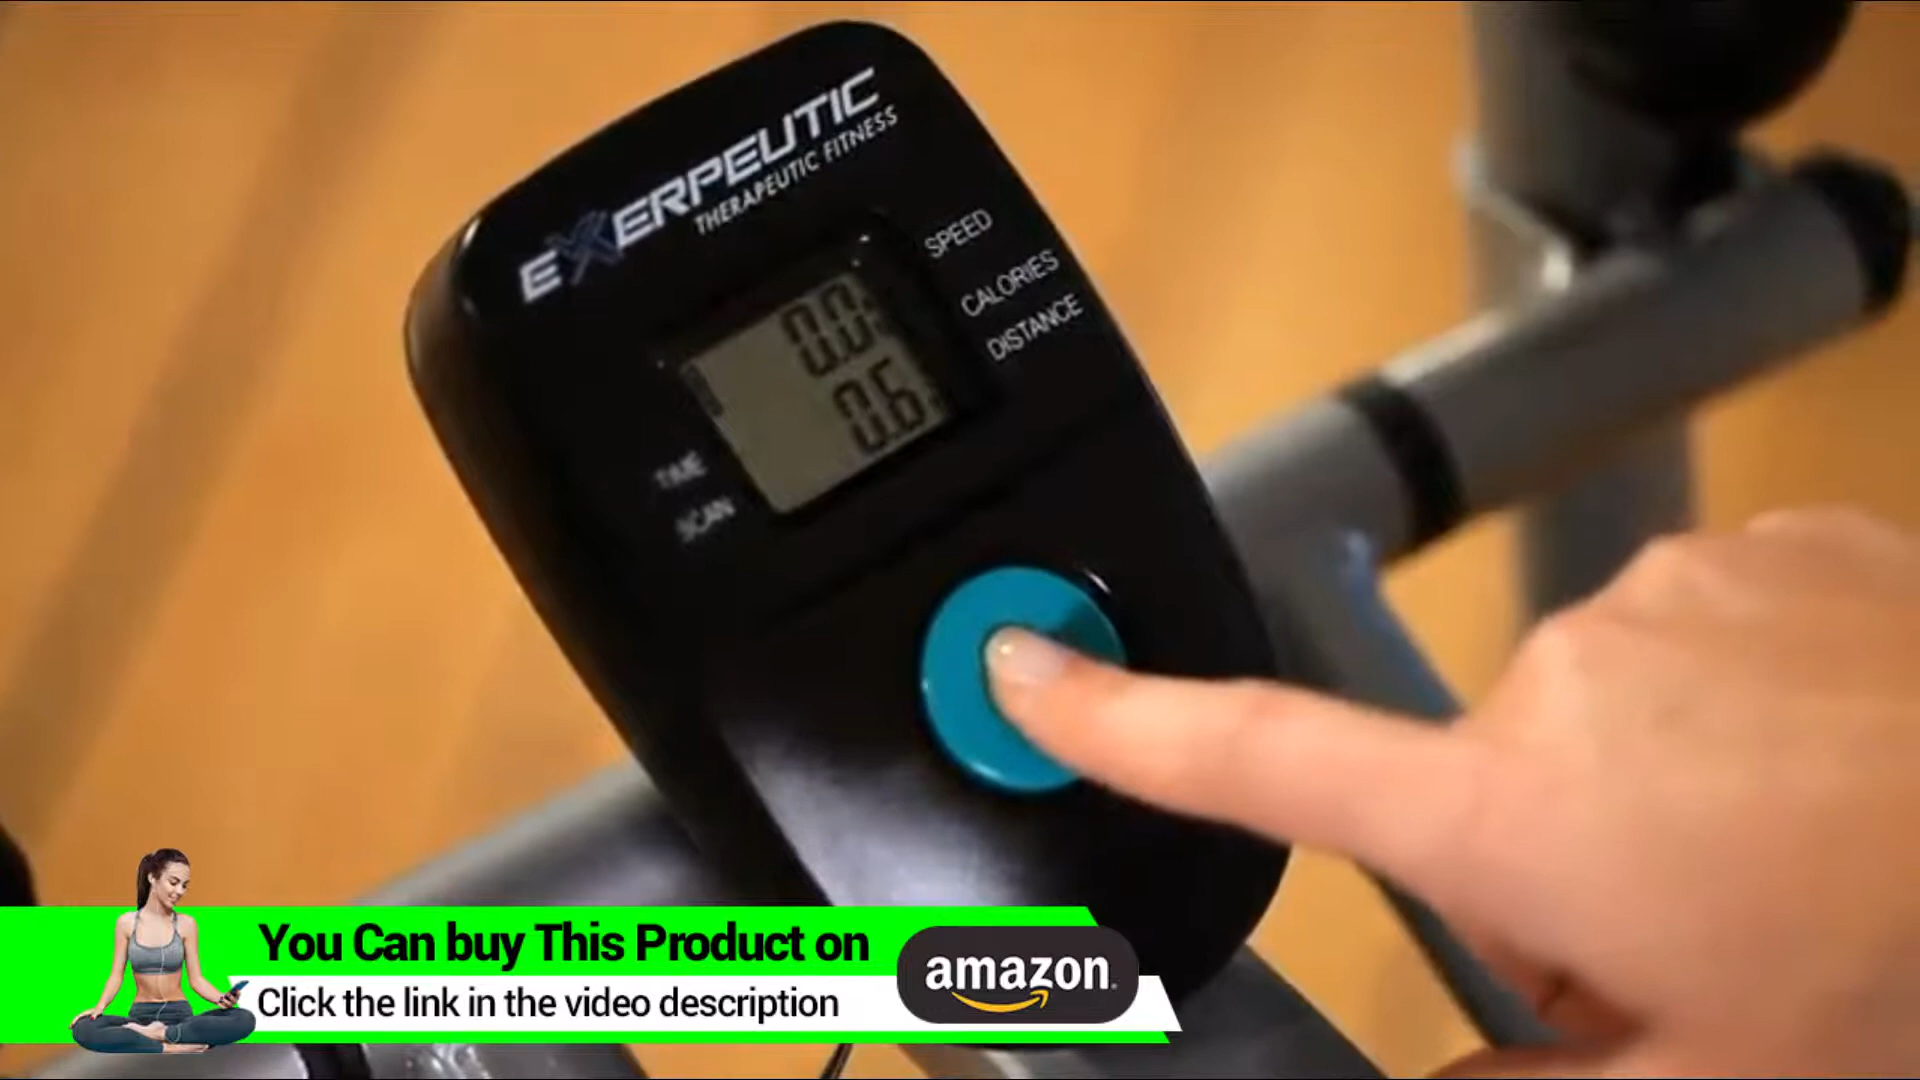 EXERPEUTIC
THERAPEUTIC FITNESS
SPEED
CALORIES
DISTANCE
0.0
0.6
TIME
SCAN
You Can buy This Product on
Click the link in the video description
amazon